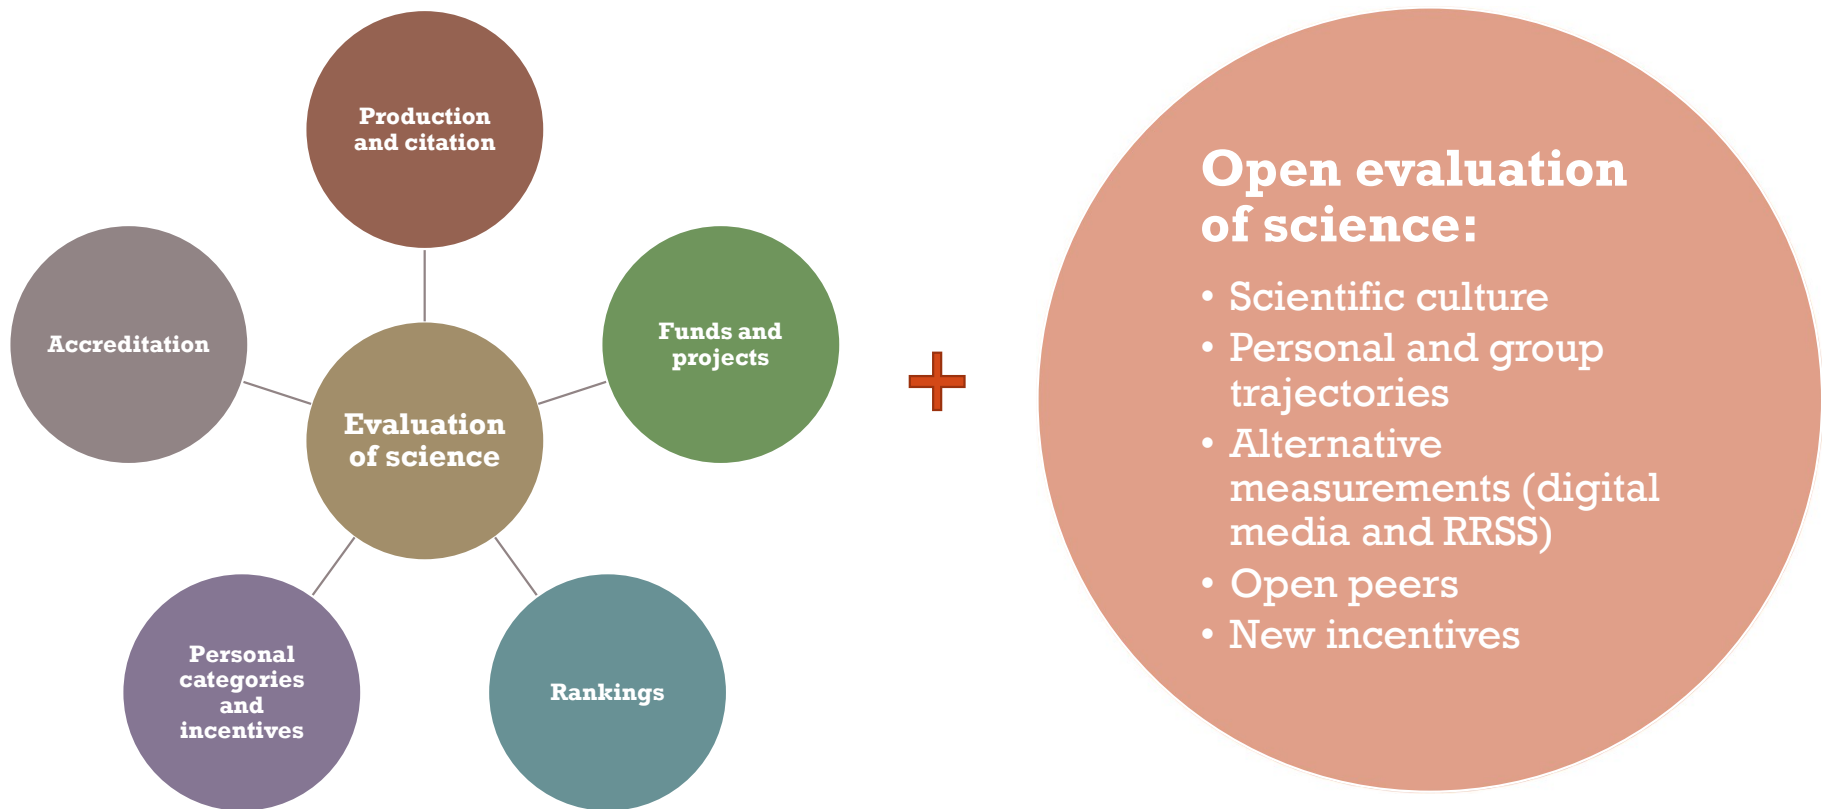 Production
and citation
Accreditation
Funds and
projects
Evaluation
of science
Personal
categories
and
incentives
Rankings
Open evaluation
of science:
• Scientific culture
• Personal and group
trajectories
• Alternative
measurements (digital
media and RRSS)
• Open peers
• New incentives